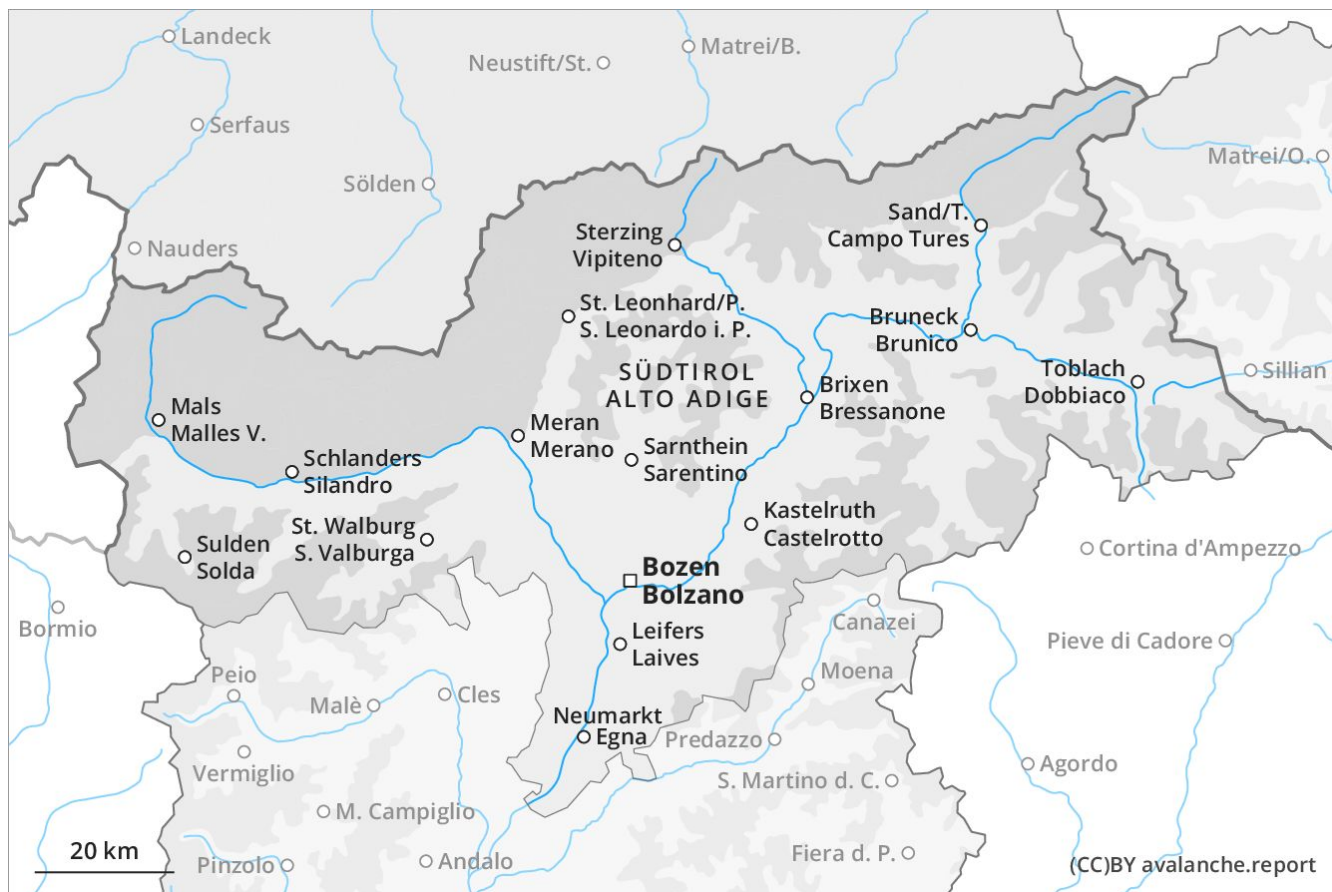 Landeck
Neustift/St.
Matrei/B.
Serfaus
Matrei/O.
Sölden
Nauders
Sterzing
Vipiteno
Sand/T.
Campo Tures
St. Leonhard/P.
S. Leonardo i. P.
Bruneck
Brunico
SÜDTIROL
ALTO ADIGE
Toblach
Dobbiaco
Sillian
Brixen
Bressanone
Mals
Malles V.
Meran
Merano
Sarnthein
Sarentino
Schlanders
Silandro
Kastelruth
Castelrotto
St. Walburg
S. Valburga
Sulden
Solda
Cortina d'Ampezzo
Bozen
Bolzano
Bormio
Canazei
Leifers
Laives
Pieve di Cadore
Peio
Moena
Malè
Cles
Neumarkt
Egna
Predazzo
Vermiglio
Agordo
S. Martino d. C.
M. Campiglio
20 km
Pinzolo
Andalo
Fiera d. P.
(CC)BY avalanche.report